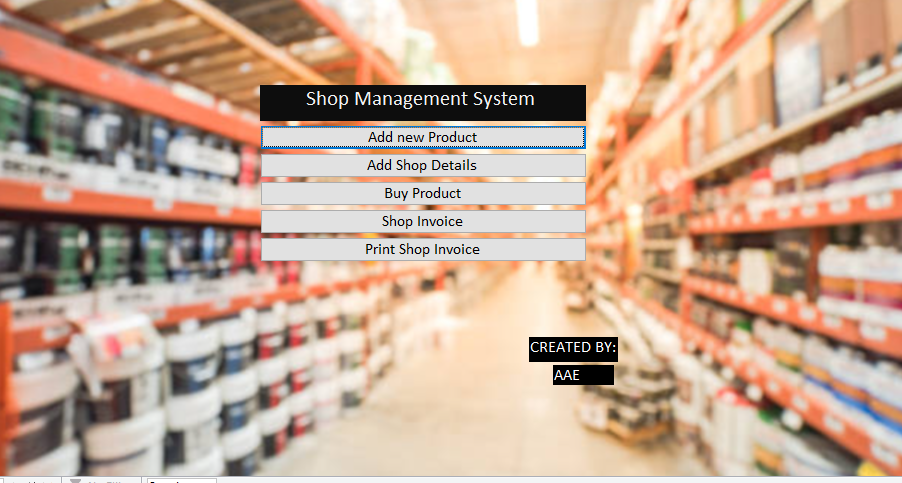 Shop Management System
Add new Product
Add Shop Details
Buy Product
Shop Invoice
Print Shop Invoice
CREATED BY:
AAE